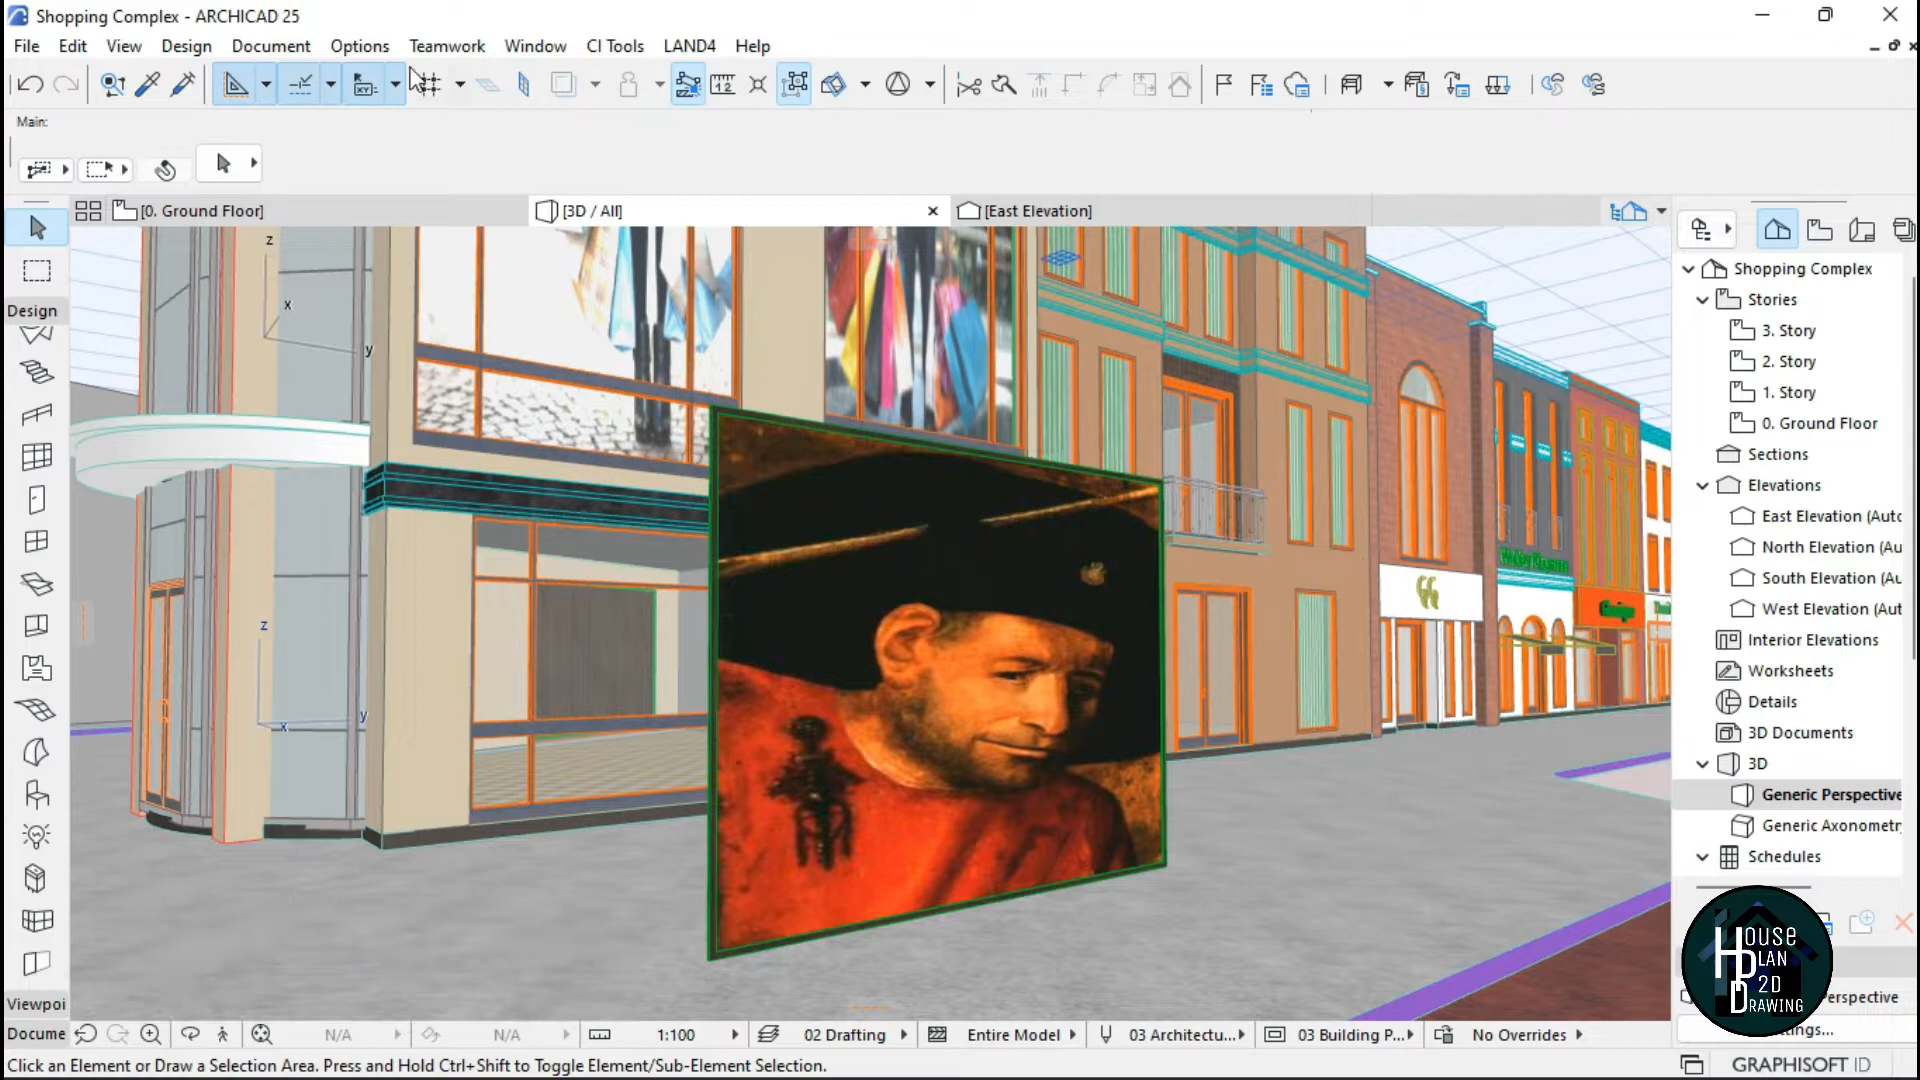 Shopping Complex - ARCHICAD 25
File Edit View Design Document Options Teamwork Window CI Tools LAND4 Help
Main:
[0. Ground Floor] [3D / All] [East Elevation]
Design
Viewpoi
Docume
z
x
y
z
x
y
Shopping Complex
Stories
3. Story
2. Story
1. Story
0. Ground Floor
Sections
Elevations
East Elevation (Auto
North Elevation (Au
South Elevation (Au
West Elevation (Aut
Interior Elevations
Worksheets
Details
3D Documents
3D
Generic Perspective
Generic Axonometr
Schedules
House
Plan
2D
Drawing
Perspective
N/A N/A 1:100 02 Drafting Entire Model 03 Architectu... 03 Building P... No Overrides
Click an Element or Draw a Selection Area. Press and Hold Ctrl+Shift to Toggle Element/Sub-Element Selection.
GRAPHISOFT ID